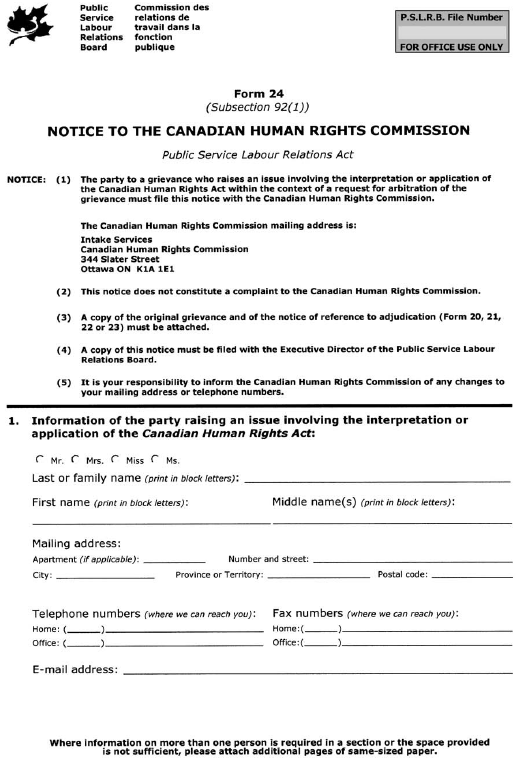 Public Commission des
Service relations de
Labour travail dans la
Relations fonction
Board publique
P.S.L.R.B. File Number
FOR OFFICE USE ONLY
Form 24
(Subsection 92(1))
NOTICE TO THE CANADIAN HUMAN RIGHTS COMMISSION
Public Service Labour Relations Act
NOTICE: (1) The party to a grievance who raises an issue involving the interpretation or application of
the Canadian Human Rights Act within the context of a request for arbitration of the
grievance must file this notice with the Canadian Human Rights Commission.
The Canadian Human Rights Commission mailing address is:
Intake Services
Canadian Human Rights Commission
344 Slater Street
Ottawa ON K1A 1E1
(2) This notice does not constitute a complaint to the Canadian Human Rights Commission.
(3) A copy of the original grievance and of the notice of reference to adjudication (Form 20, 21,
22 or 23) must be attached.
(4) A copy of this notice must be filed with the Executive Director of the Public Service Labour
Relations Board.
(5) It is your responsibility to inform the Canadian Human Rights Commission of any changes to
your mailing address or telephone numbers.
1. Information of the party raising an issue involving the interpretation or
application of the Canadian Human Rights Act:
Mr. Mrs. Miss Ms.
Last or family name (print in block letters):
First name (print in block letters): Middle name(s) (print in block letters):
Mailing address:
Apartment (if applicable): Number and street:
City: Province or Territory: Postal code:
Telephone numbers (where we can reach you): Fax numbers (where we can reach you):
Home: ( ) Home:( )
Office: ( ) Office:( )
E-mail address:
Where information on more than one person is required in a section or the space provided
is not sufficient, please attach additional pages of same-sized paper.